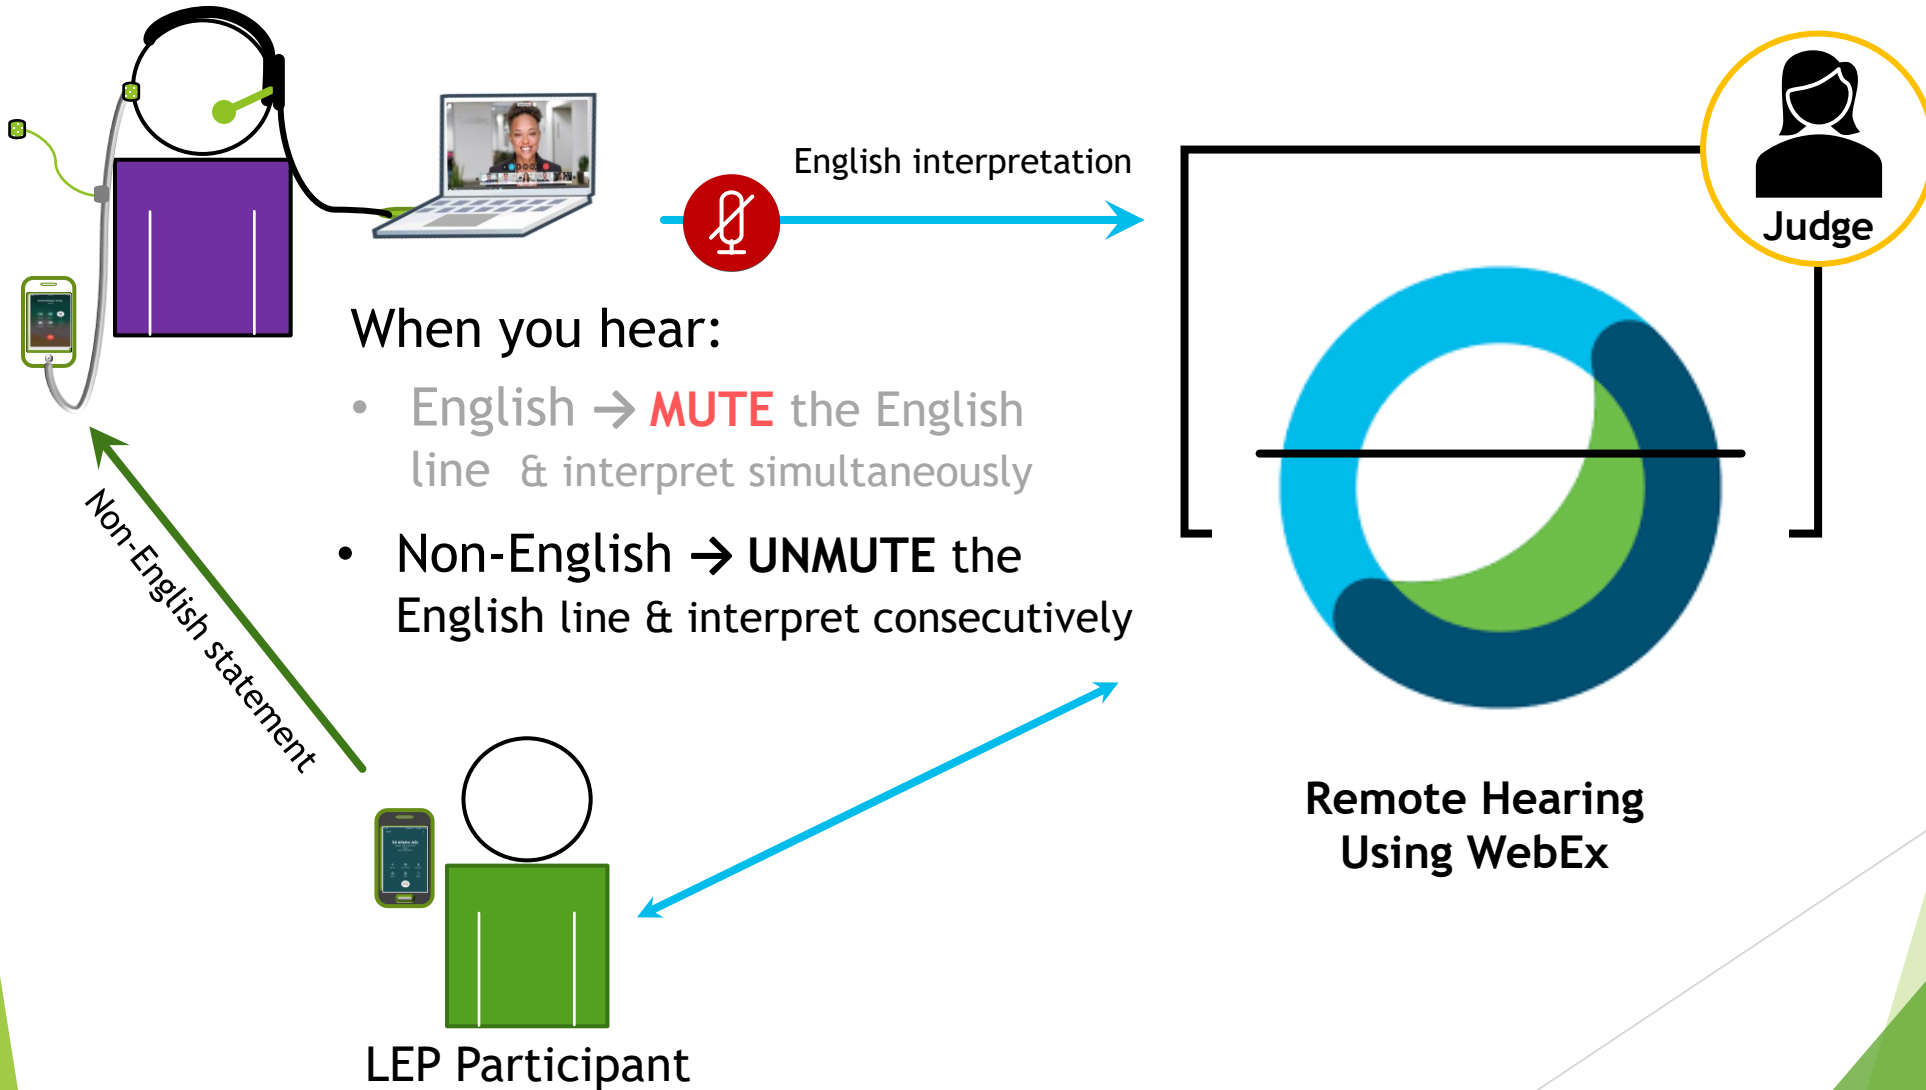 English interpretation
Judge
When you hear:
• English → MUTE the English
line & interpret simultaneously
• Non-English → UNMUTE the
English line & interpret consecutively
Non-English statement
Remote Hearing
Using WebEx
LEP Participant